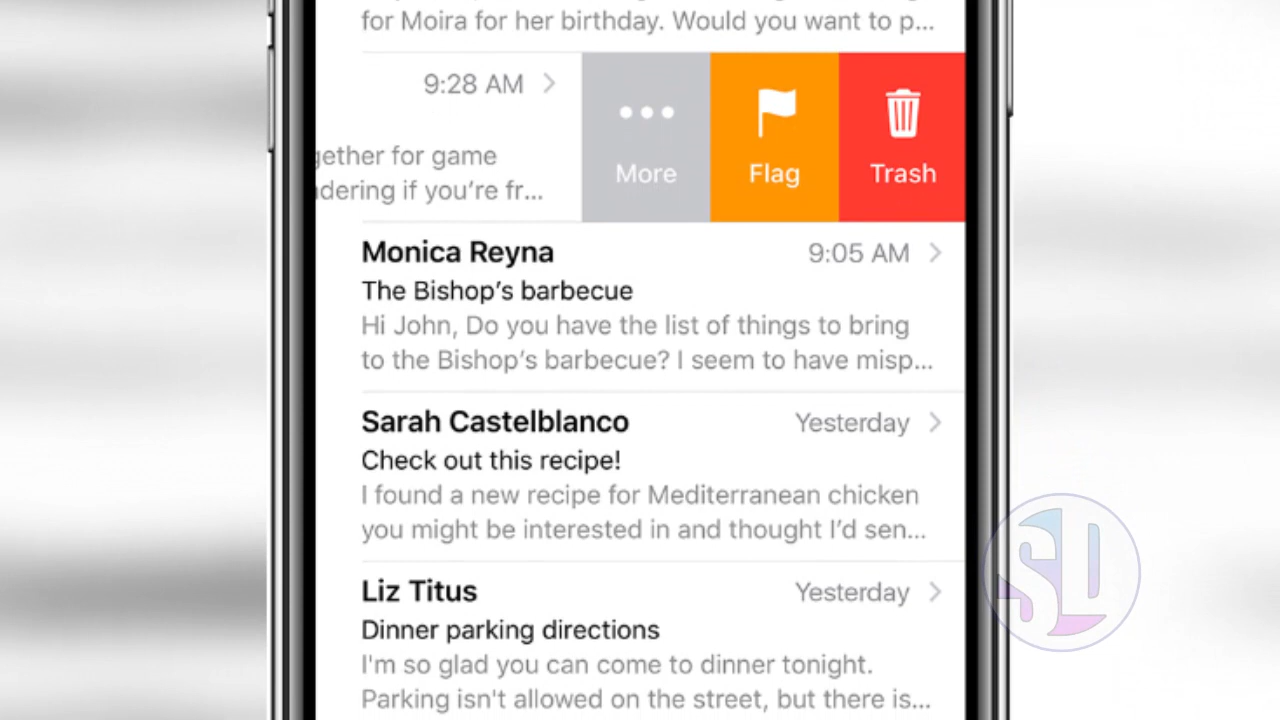 for Moira for her birthday. Would you want to p...
9:28 AM
gether for game
dering if you're fr...
More
Flag
Trash
Monica Reyna
9:05 AM
The Bishop's barbecue
Hi John, Do you have the list of things to bring
to the Bishop's barbecue? I seem to have misp...
Sarah Castelblanco
Yesterday
Check out this recipe!
I found a new recipe for Mediterranean chicken
you might be interested in and thought I'd sen...
Liz Titus
Yesterday
Dinner parking directions
I'm so glad you can come to dinner tonight.
Parking isn't allowed on the street, but there is...
SD